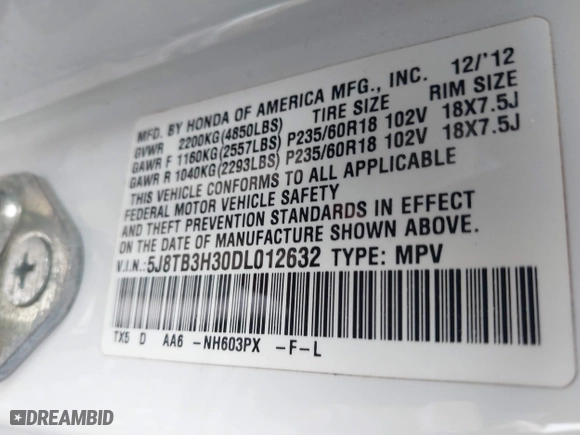 MFD. BY HONDA OF AMERICA MFG., INC. 12/'12
GVWR 2200KG(4850LBS) TIRE SIZE RIM SIZE
GAWR F 1160KG(2557LBS) P235/60R18 102V 18X7.5J
GAWR R 1040KG(2293LBS) P235/60R18 102V 18X7.5J
THIS VEHICLE CONFORMS TO ALL APPLICABLE
FEDERAL MOTOR VEHICLE SAFETY
AND THEFT PREVENTION STANDARDS IN EFFECT
ON THE DATE OF MANUFACTURE SHOWN ABOVE.
V.I.N.: 5J8TB3H30DL012632 TYPE: MPV
TX5 D AA6 -NH603PX -F-L
DREAMBID